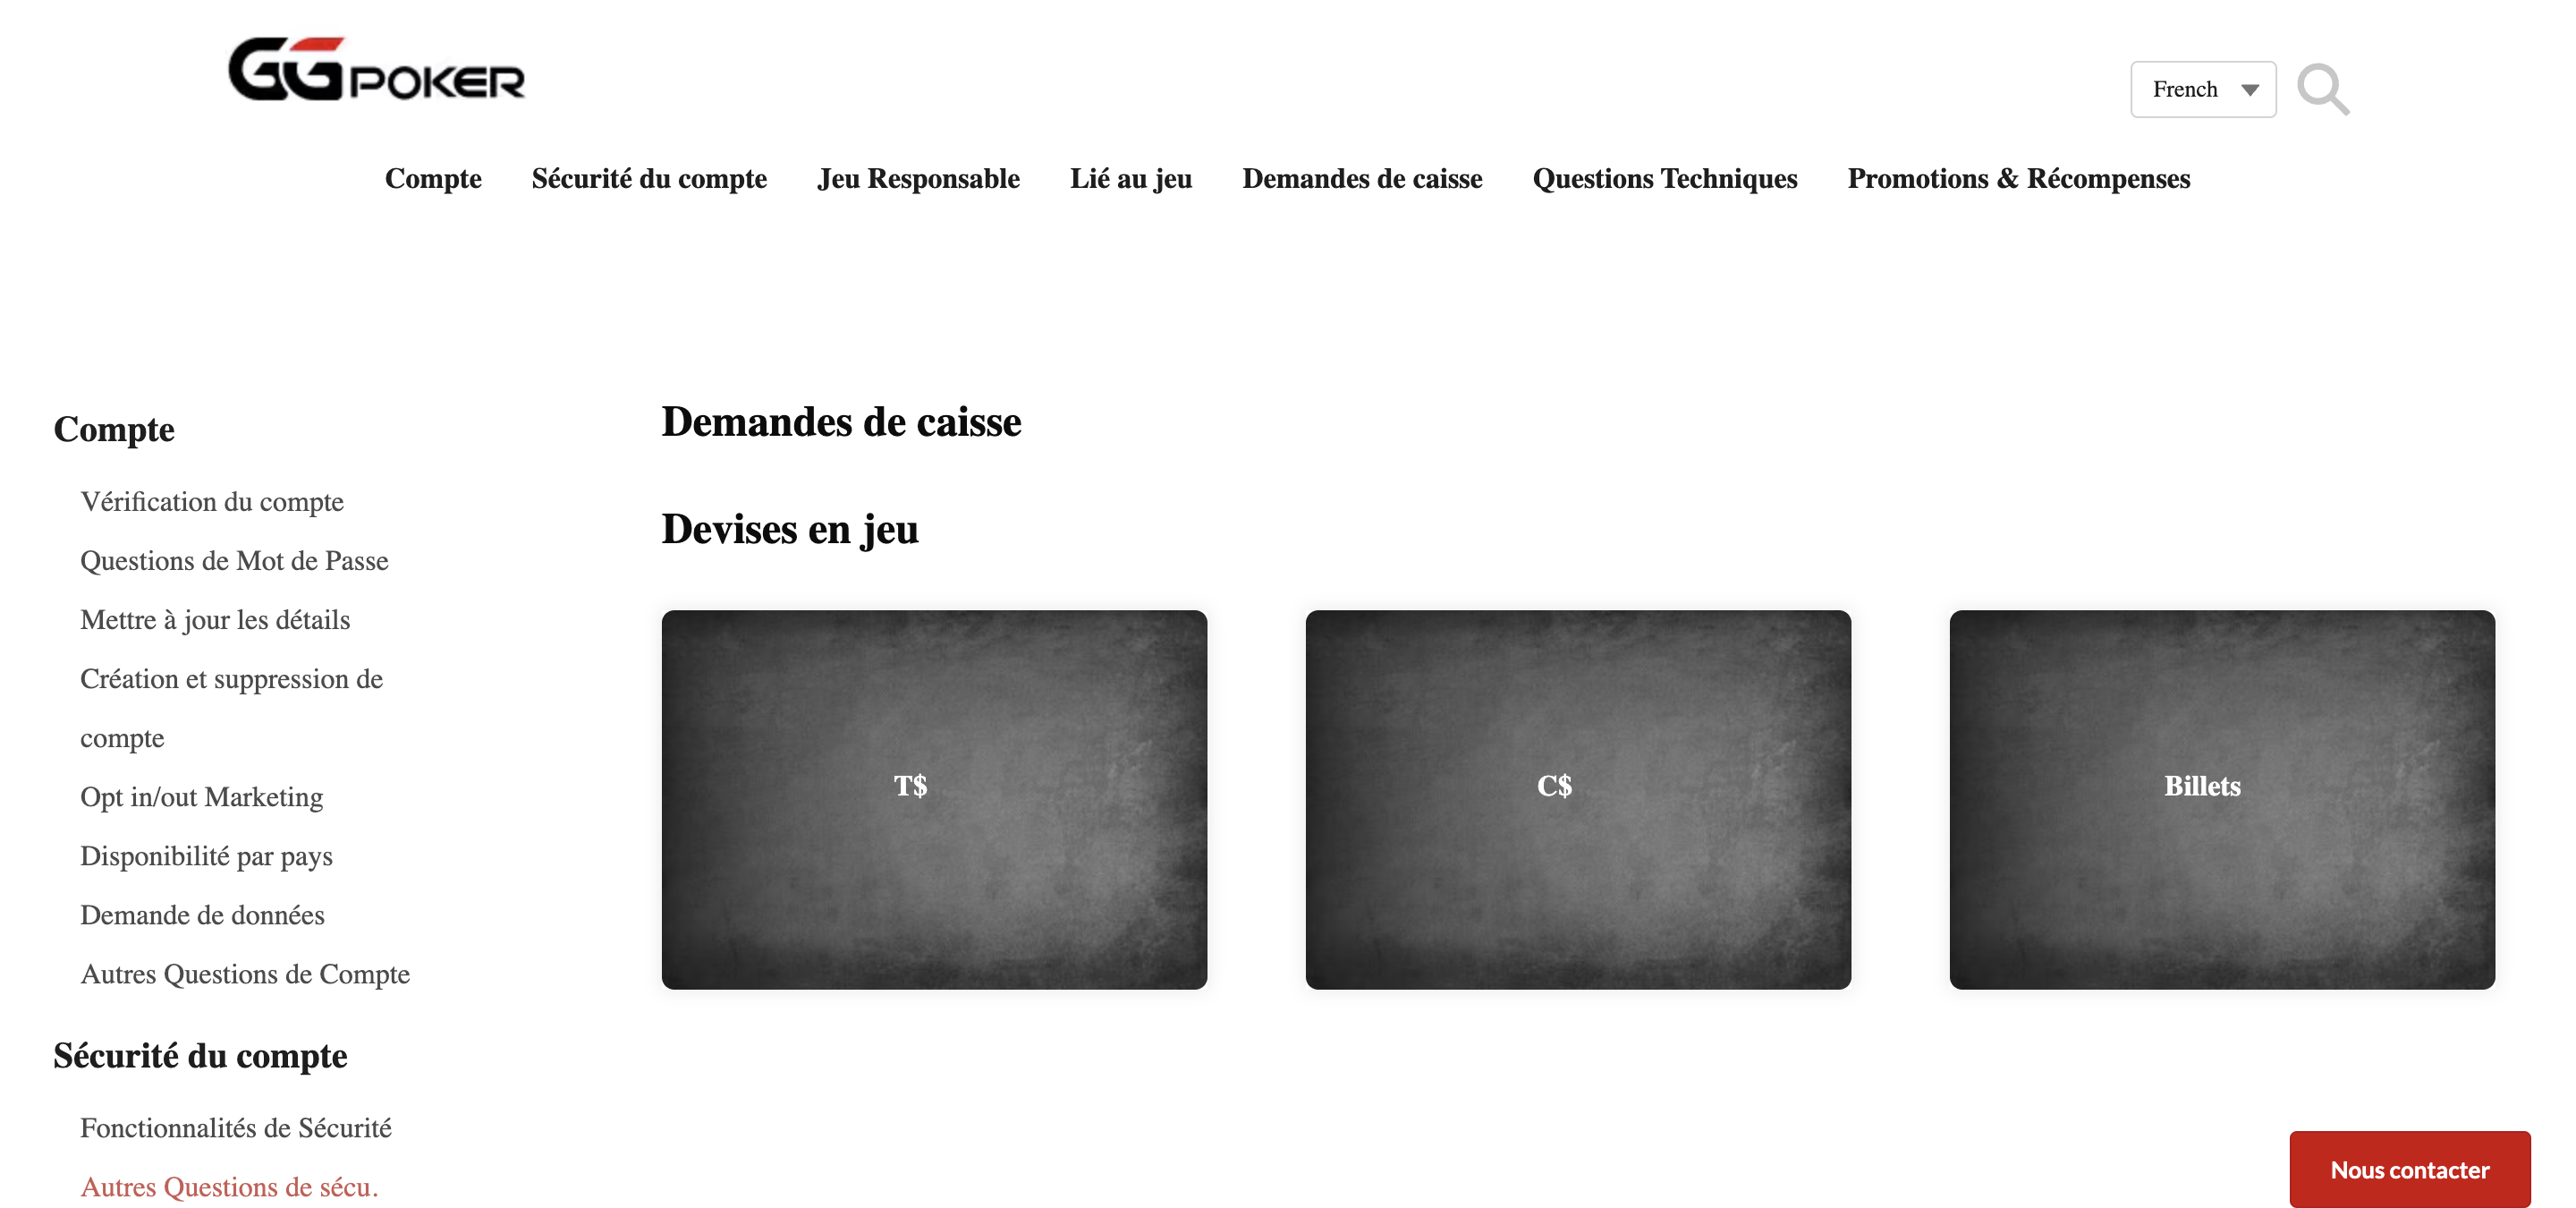 GGPOKER
French
Compte Sécurité du compte Jeu Responsable Lié au jeu Demandes de caisse Questions Techniques Promotions & Récompenses
Compte
Vérification du compte
Questions de Mot de Passe
Mettre à jour les détails
Création et suppression de
compte
Opt in/out Marketing
Disponibilité par pays
Demande de données
Autres Questions de Compte
Sécurité du compte
Fonctionnalités de Sécurité
Autres Questions de sécu.
Demandes de caisse
Devises en jeu
T$
C$
Billets
Nous contacter